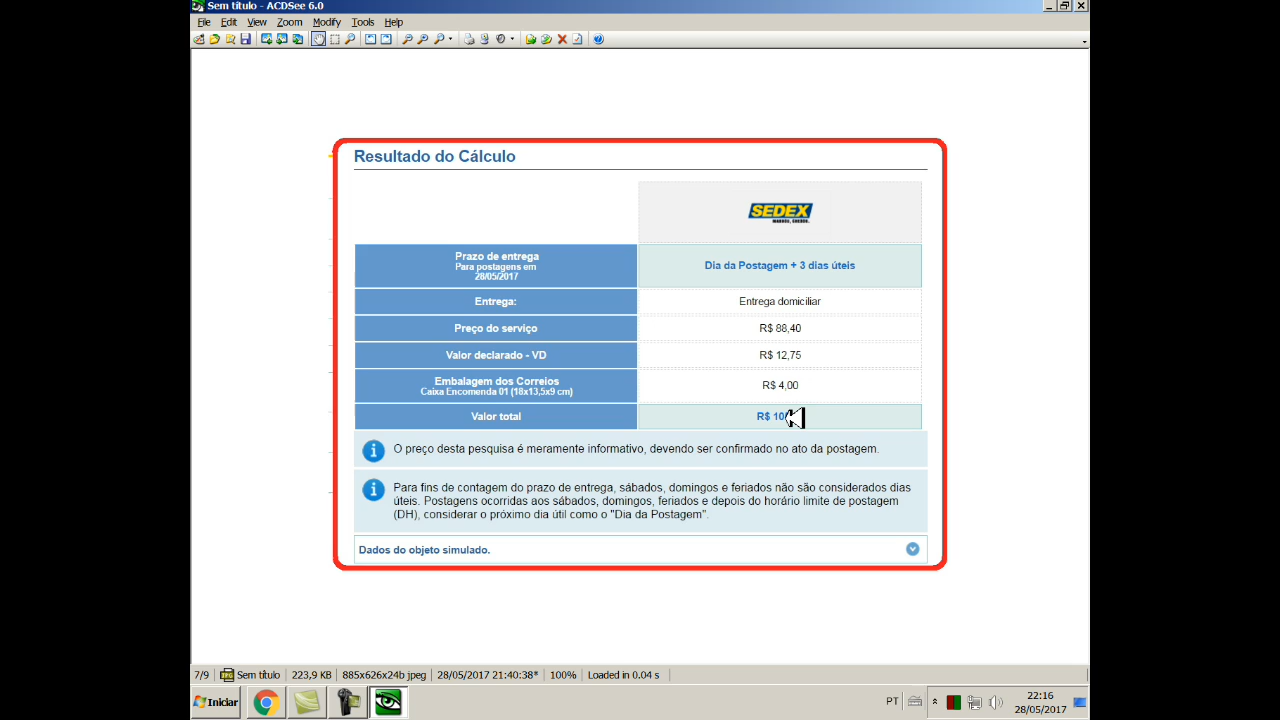 Sem título - ACDSee 6.0
File Edit View Zoom Modify Tools Help
Resultado do Cálculo
SEDEX
Prazo de entrega
Para postagens em
28/05/2017
Dia da Postagem + 3 dias úteis
Entrega:
Entrega domiciliar
Preço do serviço
R$ 88,40
Valor declarado - VD
R$ 12,75
Embalagem dos Correios
Caixa Encomenda 01 (18x13,5x9 cm)
R$ 4,00
Valor total
R$ 10
O preço desta pesquisa é meramente informativo, devendo ser confirmado no ato da postagem.
Para fins de contagem do prazo de entrega, sábados, domingos e feriados não são considerados dias
úteis. Postagens ocorridas aos sábados, domingos, feriados e depois do horário limite de postagem
(DH), considerar o próximo dia útil como o "Dia da Postagem".
Dados do objeto simulado.
7/9 Sem título 223,9 KB 885x626x24b jpeg 28/05/2017 21:40:38* 100% Loaded in 0.04 s
Iniciar
PT
22:16
28/05/2017